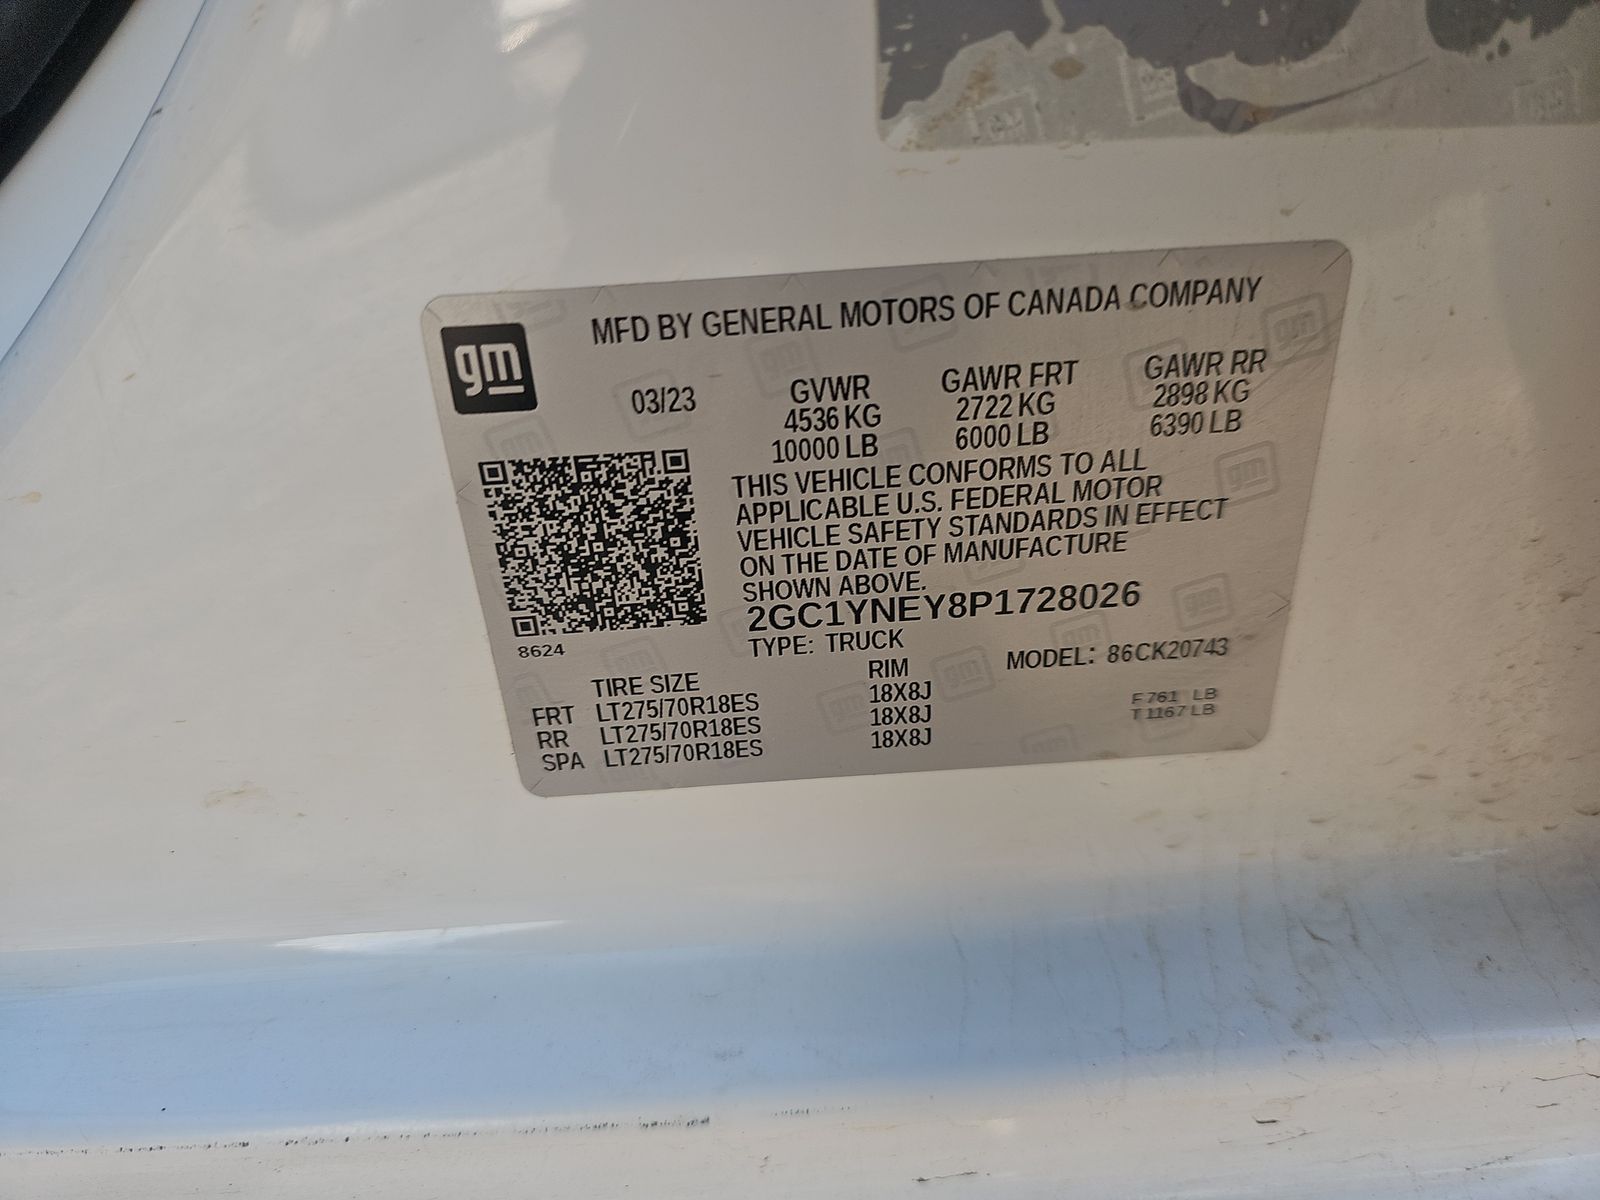 gm
MFD BY GENERAL MOTORS OF CANADA COMPANY
03/23 GVWR GAWR FRT GAWR RR
4536 KG 2722 KG 2898 KG
10000 LB 6000 LB 6390 LB
THIS VEHICLE CONFORMS TO ALL
APPLICABLE U.S. FEDERAL MOTOR
VEHICLE SAFETY STANDARDS IN EFFECT
ON THE DATE OF MANUFACTURE
SHOWN ABOVE.
2GC1YNEY8P1728026
8624 TYPE: TRUCK MODEL: 86CK20743
TIRE SIZE RIM
FRT LT275/70R18ES 18X8J
RR LT275/70R18ES 18X8J
SPA LT275/70R18ES 18X8J
F 761 LB
T 1167 LB